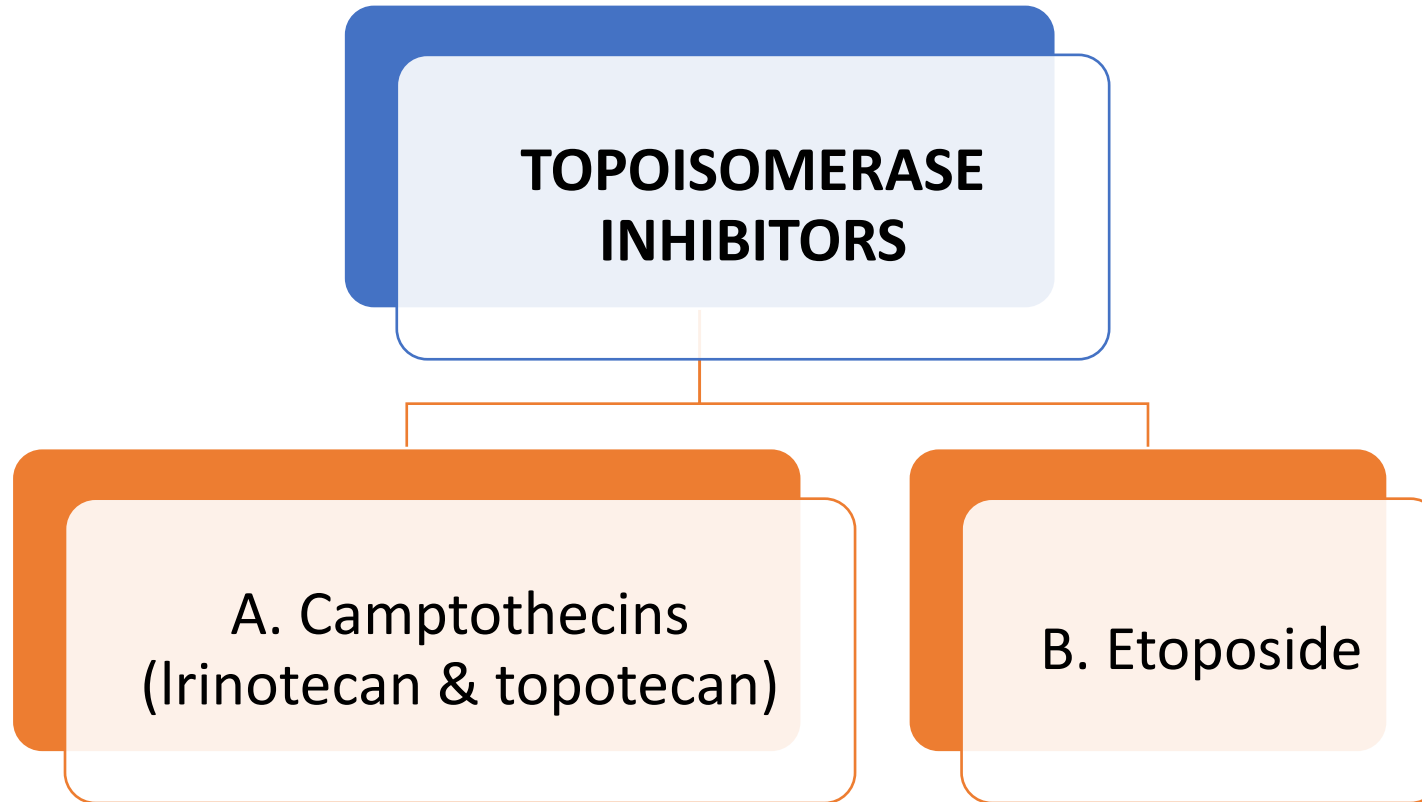 TOPOISOMERASE
INHIBITORS
A. Camptothecins
(Irinotecan & topotecan)
B. Etoposide